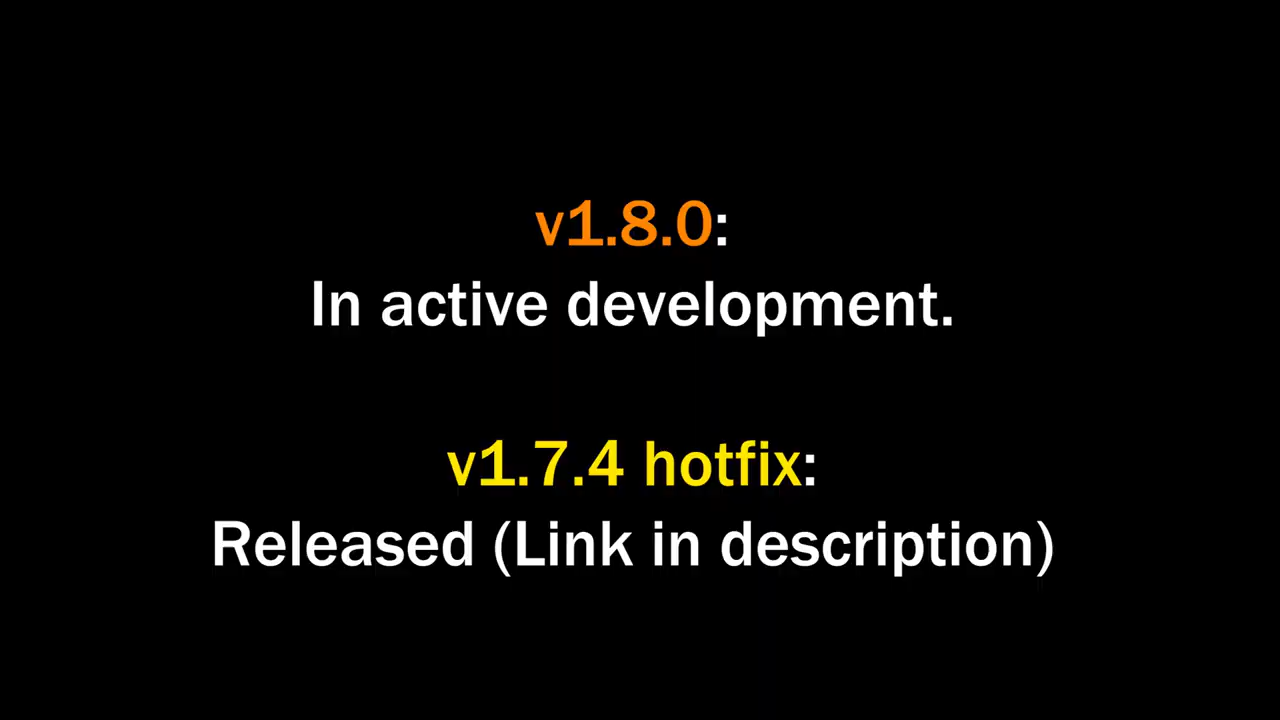 v1.8.0:
In active development.
v1.7.4 hotfix:
Released (Link in description)